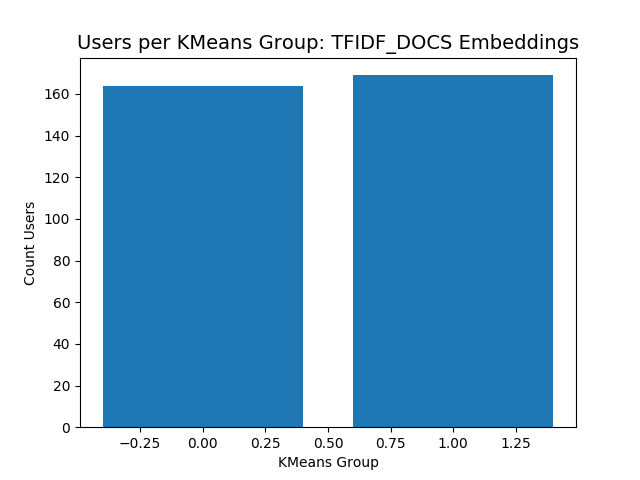 Users per KMeans Group: TFIDF_DOCS Embeddings
160
140
120
100
80
60
40
20
0
Count Users
−0.25 0.00 0.25 0.50 0.75 1.00 1.25
KMeans Group